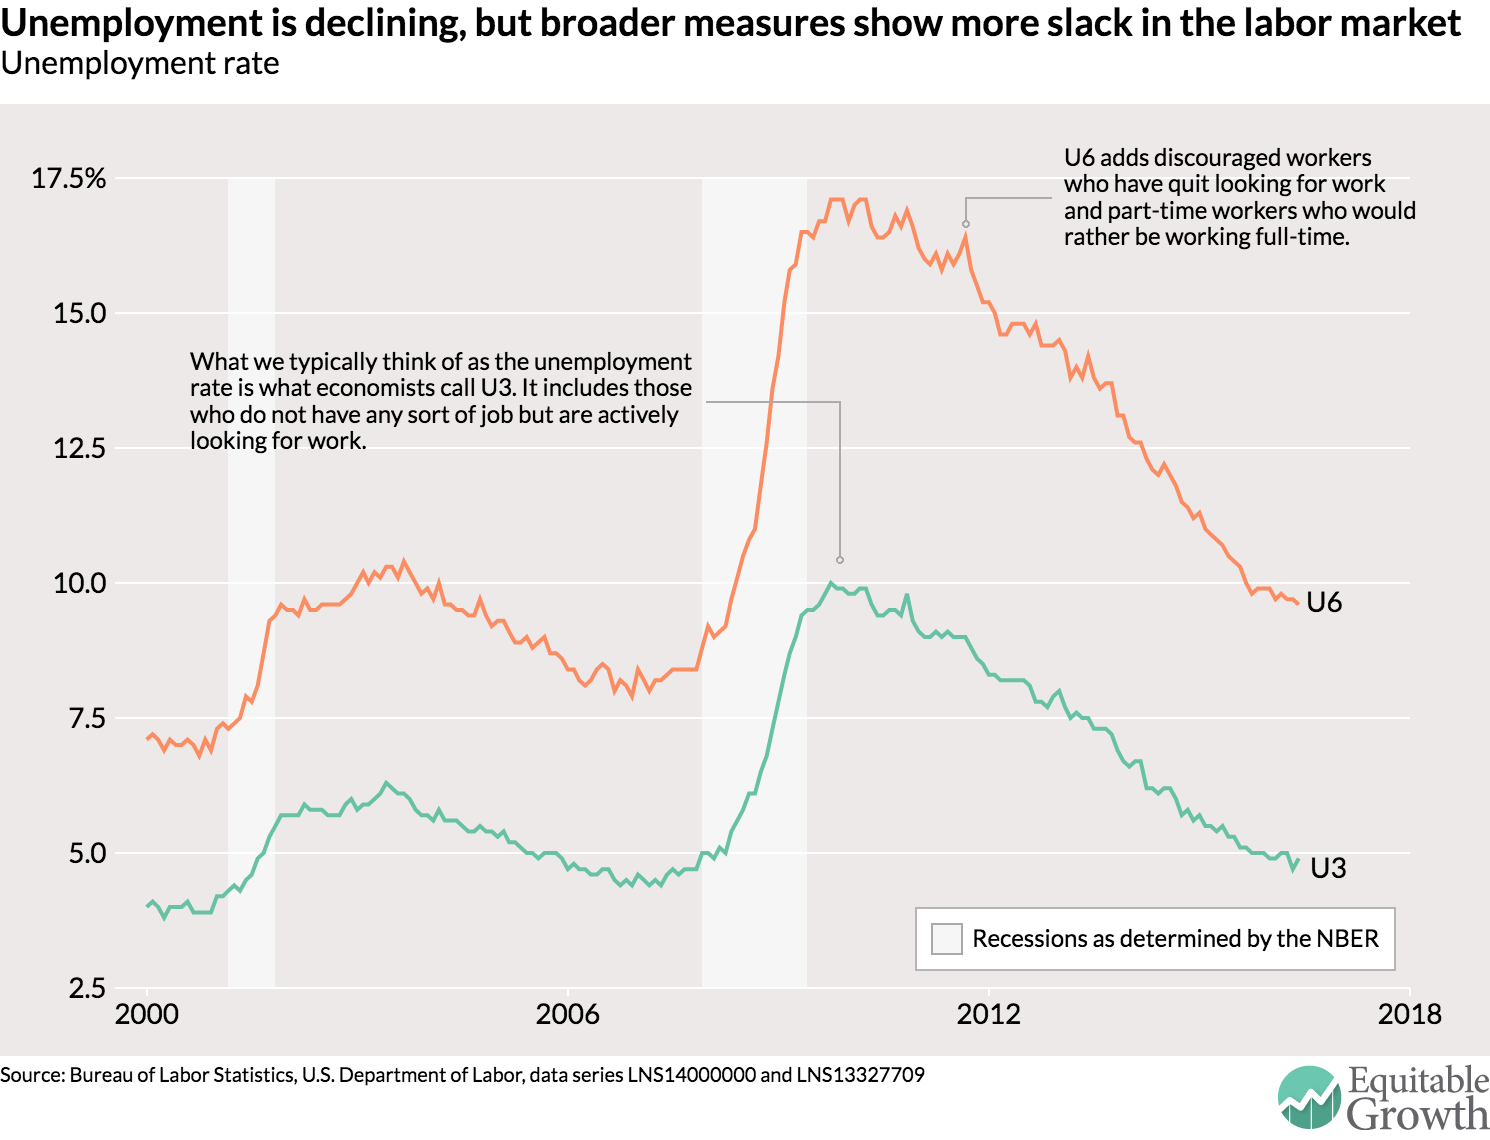 Unemployment is declining, but broader measures show more slack in the labor market
Unemployment rate
17.5%
15.0
12.5
10.0
7.5
5.0
2.5
U6 adds discouraged workers
who have quit looking for work
and part-time workers who would
rather be working full-time.
What we typically think of as the unemployment
rate is what economists call U3. It includes those
who do not have any sort of job but are actively
looking for work.
U6
U3
Recessions as determined by the NBER
2000
2006
2012
2018
Source: Bureau of Labor Statistics, U.S. Department of Labor, data series LNS14000000 and LNS13327709
Equitable
Growth